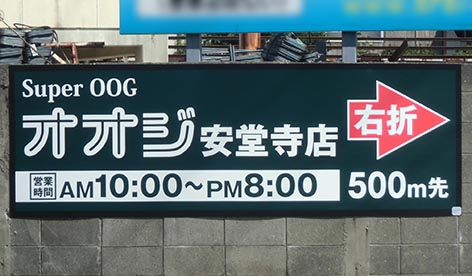 Super OOG
オオジ安堂寺店
右折
営業時間 AM10:00〜PM8:00
500m先